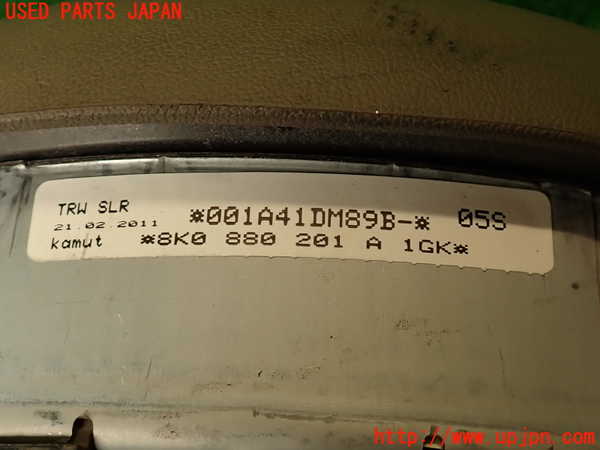 USED PARTS JAPAN
TRW SLR
21.02.2011 *001A41DM89B-* 05S
kamut *8K0 880 201 A 1GK*
http://www.upjpn.com/